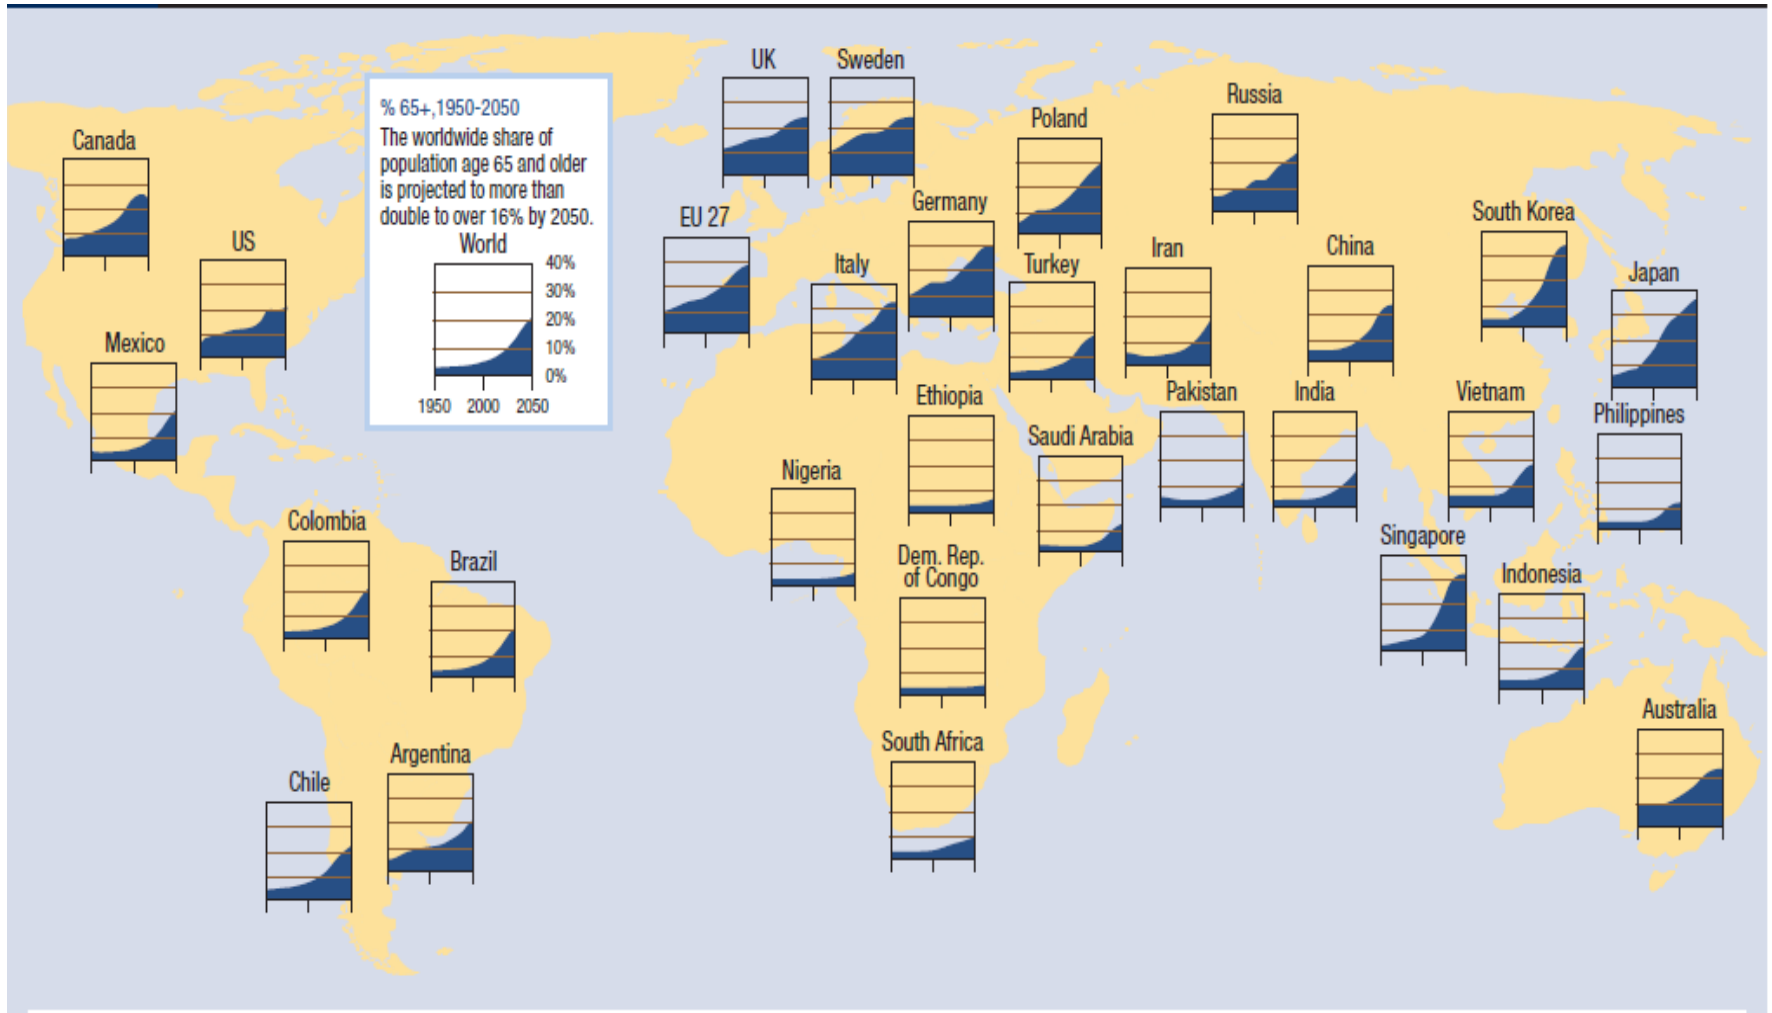 UK
Sweden
Russia
Canada
% 65+,1950-2050
The worldwide share of
population age 65 and older
is projected to more than
double to over 16% by 2050.
World
40%
30%
20%
10%
0%
1950 2000 2050
Poland
Germany
EU 27
South Korea
US
Italy
Turkey
Iran
China
Japan
Mexico
Ethiopia
Pakistan
India
Vietnam
Philippines
Saudi Arabia
Nigeria
Colombia
Brazil
Dem. Rep.
of Congo
Singapore
Indonesia
Australia
South Africa
Argentina
Chile